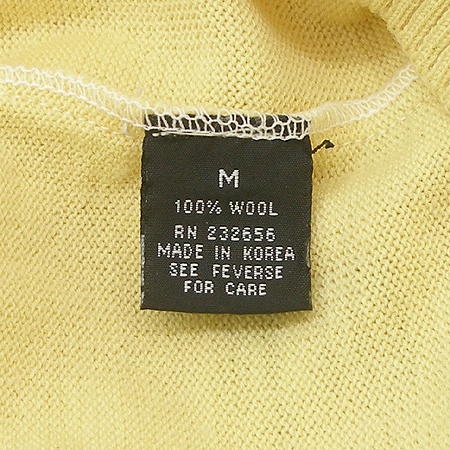 M
100% WOOL
RN 232656
MADE IN KOREA
SEE FEVERSE
FOR CARE